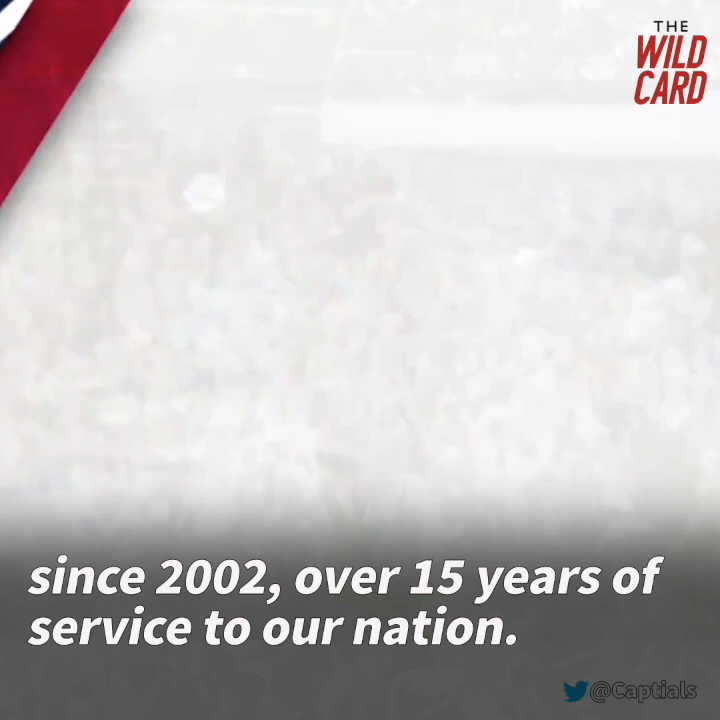 THE
WILD
CARD
since 2002, over 15 years of
service to our nation.
@Captials